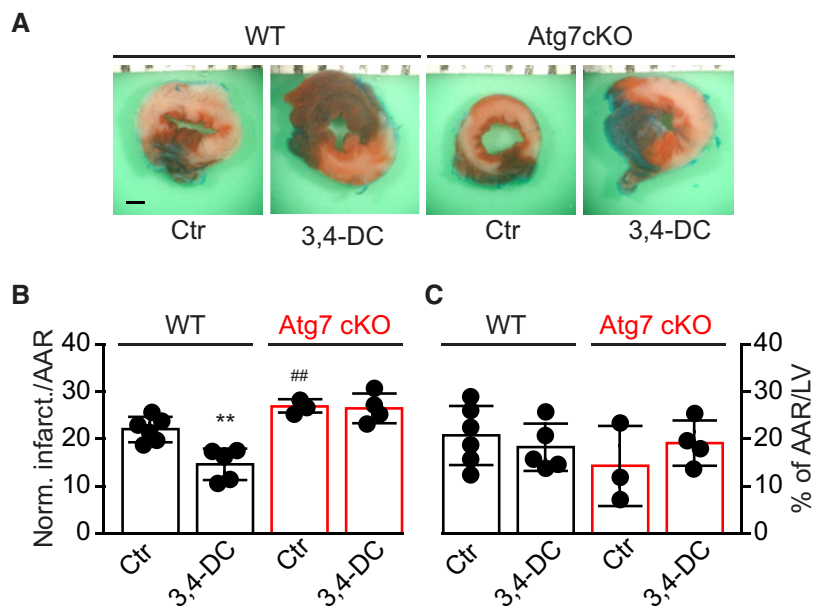 A
WT Atg7cKO
Ctr 3,4-DC Ctr 3,4-DC
B
WT Atg7 cKO
Norm. infarct./AAR
40
30
20
10
0
**
##
Ctr 3,4-DC Ctr 3,4-DC
C
WT Atg7 cKO
40
30
20
10
0
% of AAR/LV
Ctr 3,4-DC Ctr 3,4-DC